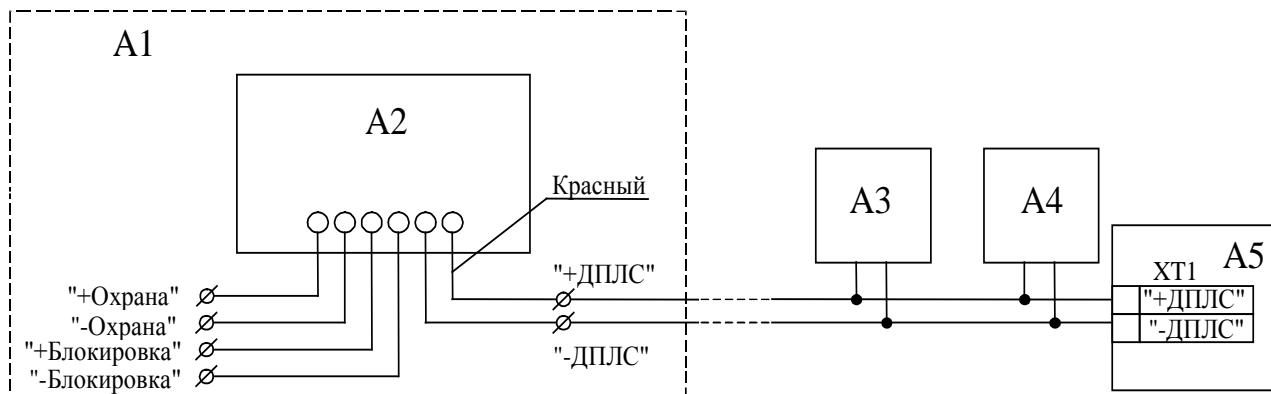 A1
A2
Красный
A3
A4
A5
XT1
"+ДПЛС"
"+ДПЛС"
"-ДПЛС"
"-ДПЛС"
"+Охрана"
"-Охрана"
"+Блокировка"
"-Блокировка"